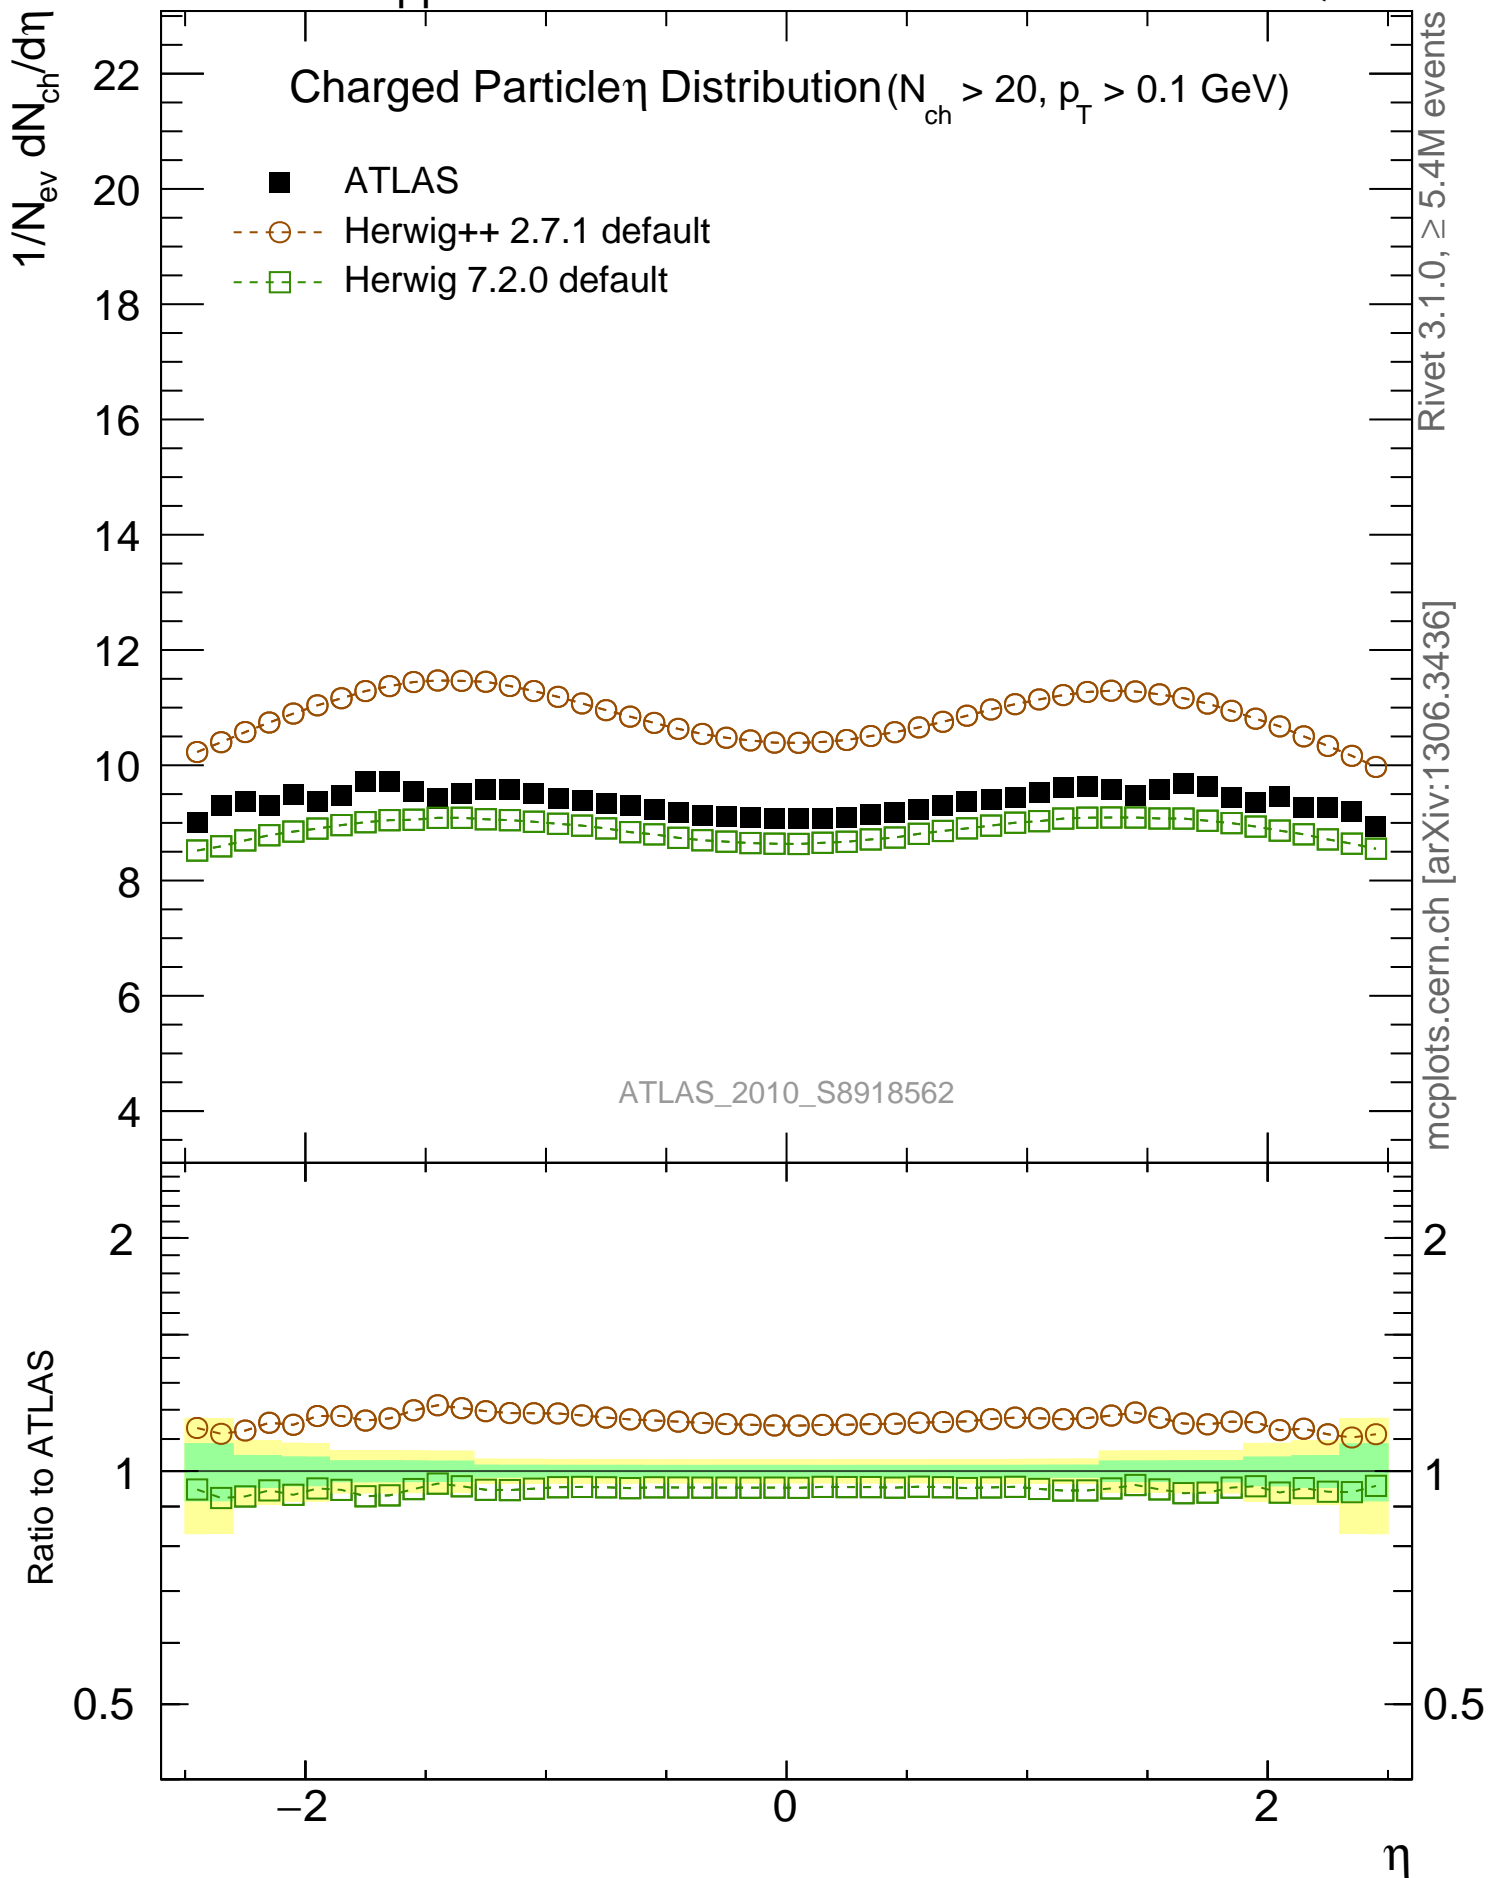 1/N_ev dN_ch/dη
Charged Particleη Distribution (N_ch > 20, p_T > 0.1 GeV)
ATLAS
Herwig++ 2.7.1 default
Herwig 7.2.0 default
22
20
18
16
14
12
10
8
6
4
ATLAS_2010_S8918562
Rivet 3.1.0, ≥ 5.4M events
mcplots.cern.ch [arXiv:1306.3436]
Ratio to ATLAS
2
1
0.5
2
1
0.5
−2
0
2
η